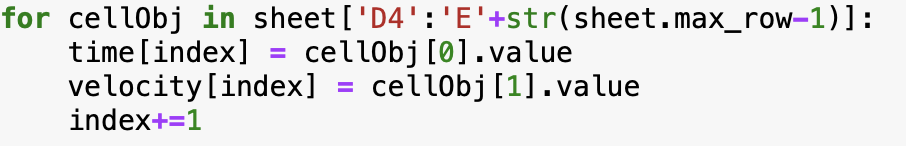 for cellObj in sheet['D4':'E'+str(sheet.max_row-1)]:
    time[index] = cellObj[0].value
    velocity[index] = cellObj[1].value
    index+=1